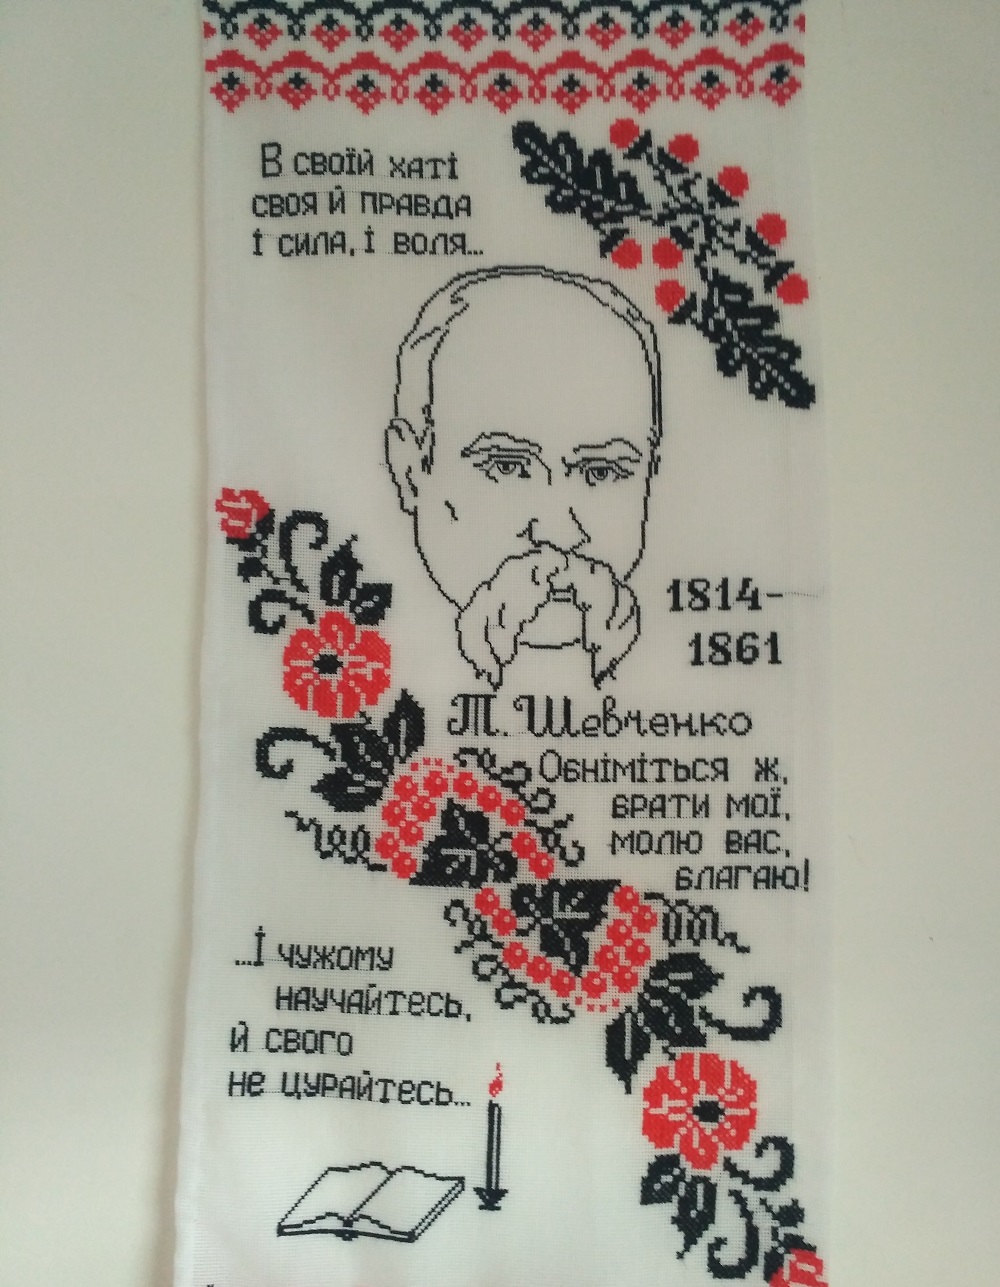 В своїй хаті
своя й правда
і сила, і воля...
1814-
1861
Т. Шевченко
Обніміться ж,
брати мої,
молю вас,
благаю!
...І чужому
научайтесь,
й свого
не цурайтесь...